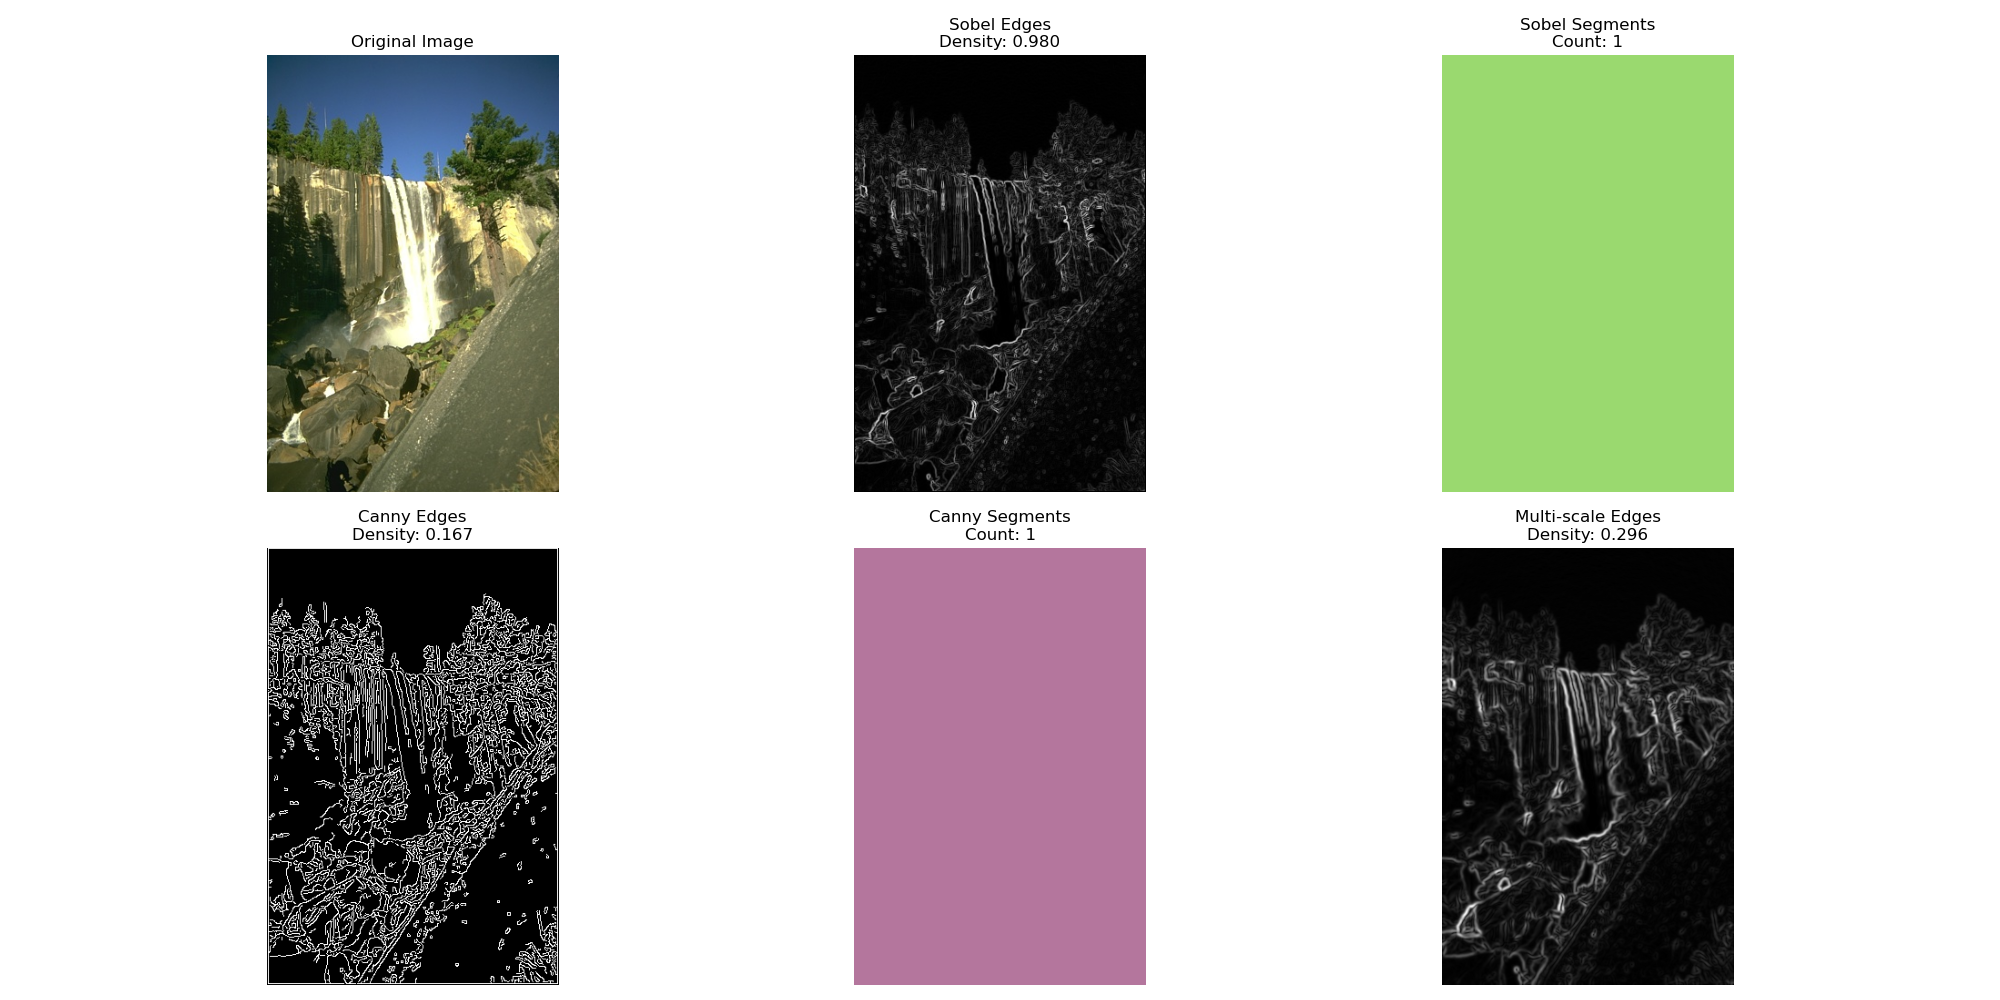 Original Image
Sobel Edges
Density: 0.980
Sobel Segments
Count: 1
Canny Edges
Density: 0.167
Canny Segments
Count: 1
Multi-scale Edges
Density: 0.296